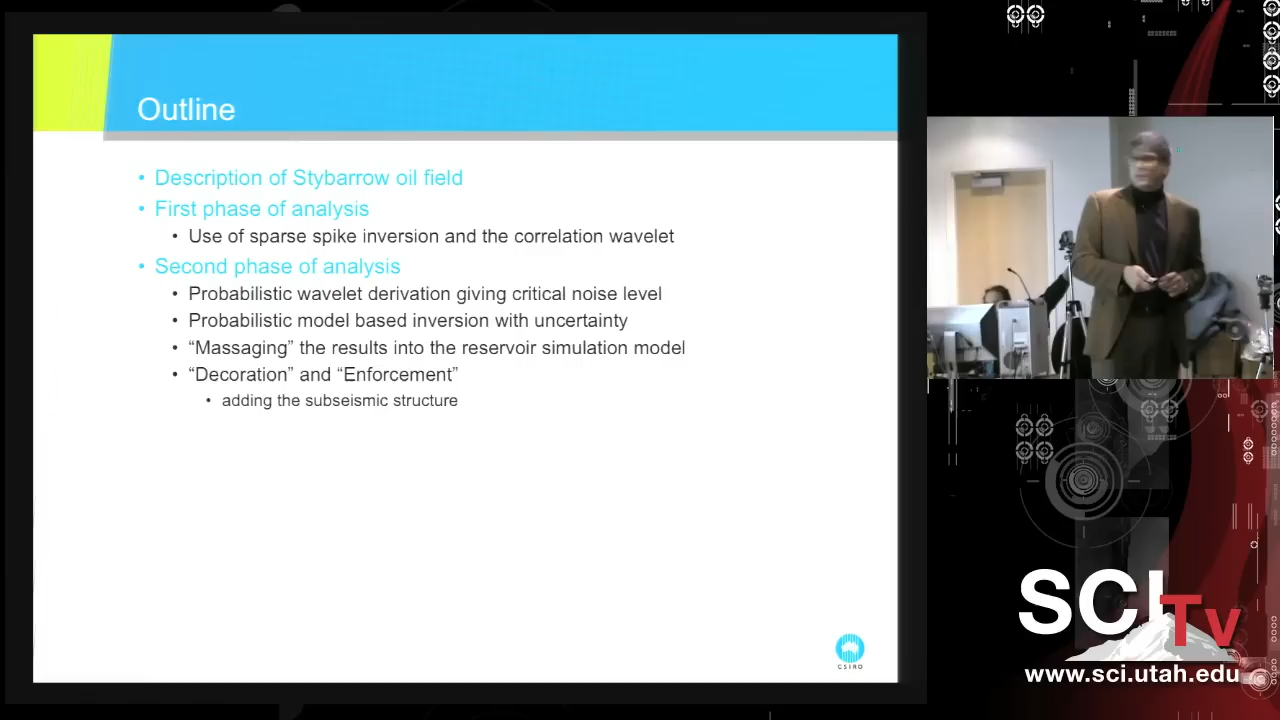 Outline
• Description of Stybarrow oil field
• First phase of analysis
• Use of sparse spike inversion and the correlation wavelet
• Second phase of analysis
• Probabilistic wavelet derivation giving critical noise level
• Probabilistic model based inversion with uncertainty
• “Massaging” the results into the reservoir simulation model
• “Decoration” and “Enforcement”
• adding the subseismic structure
CSIRO
SCI
TV
www.sci.utah.edu